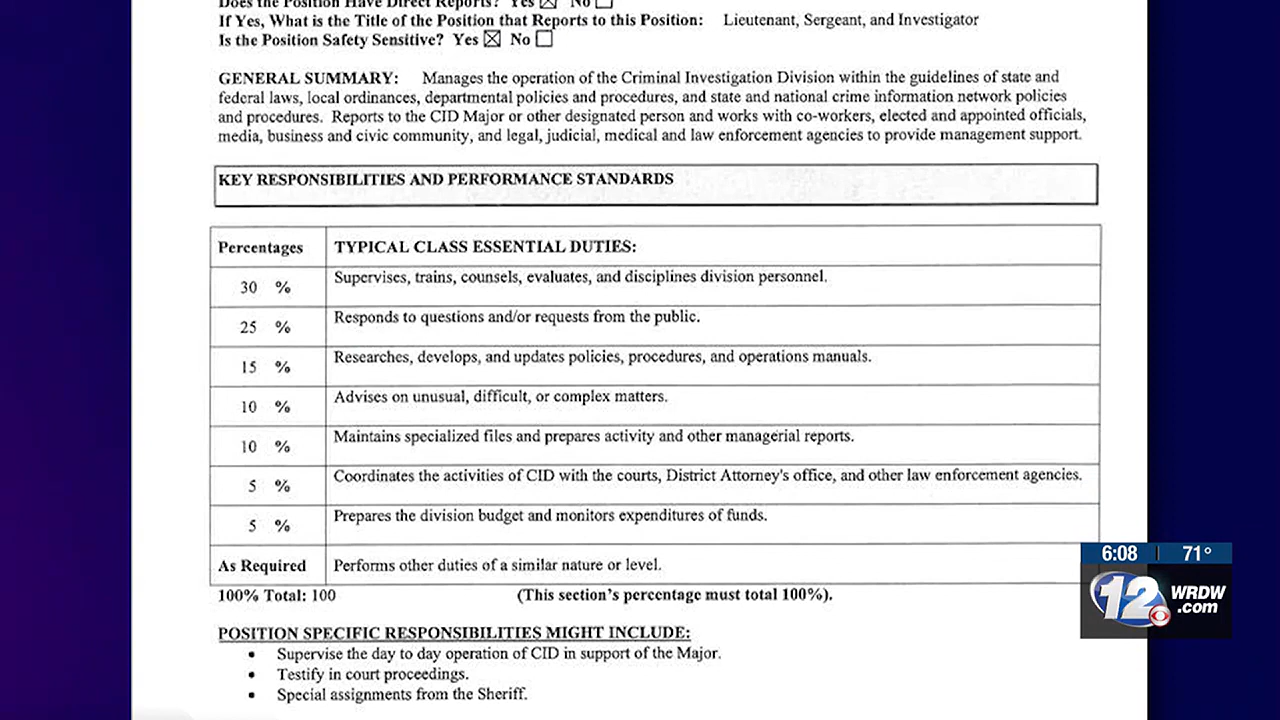 Does the Position Have Direct Reports? Yes ☒ No ☐
If Yes, What is the Title of the Position that Reports to this Position: Lieutenant, Sergeant, and Investigator
Is the Position Safety Sensitive? Yes ☒ No ☐
GENERAL SUMMARY: Manages the operation of the Criminal Investigation Division within the guidelines of state and
federal laws, local ordinances, departmental policies and procedures, and state and national crime information network policies
and procedures. Reports to the CID Major or other designated person and works with co-workers, elected and appointed officials,
media, business and civic community, and legal, judicial, medical and law enforcement agencies to provide management support.
KEY RESPONSIBILITIES AND PERFORMANCE STANDARDS
Percentages TYPICAL CLASS ESSENTIAL DUTIES:
30 % Supervises, trains, counsels, evaluates, and disciplines division personnel.
25 % Responds to questions and/or requests from the public.
15 % Researches, develops, and updates policies, procedures, and operations manuals.
10 % Advises on unusual, difficult, or complex matters.
10 % Maintains specialized files and prepares activity and other managerial reports.
5 % Coordinates the activities of CID with the courts, District Attorney's office, and other law enforcement agencies.
5 % Prepares the division budget and monitors expenditures of funds.
As Required Performs other duties of a similar nature or level.
100% Total: 100 (This section's percentage must total 100%).
POSITION SPECIFIC RESPONSIBILITIES MIGHT INCLUDE:
• Supervise the day to day operation of CID in support of the Major.
• Testify in court proceedings.
• Special assignments from the Sheriff.
6:08 71°
12 WRDW
.com